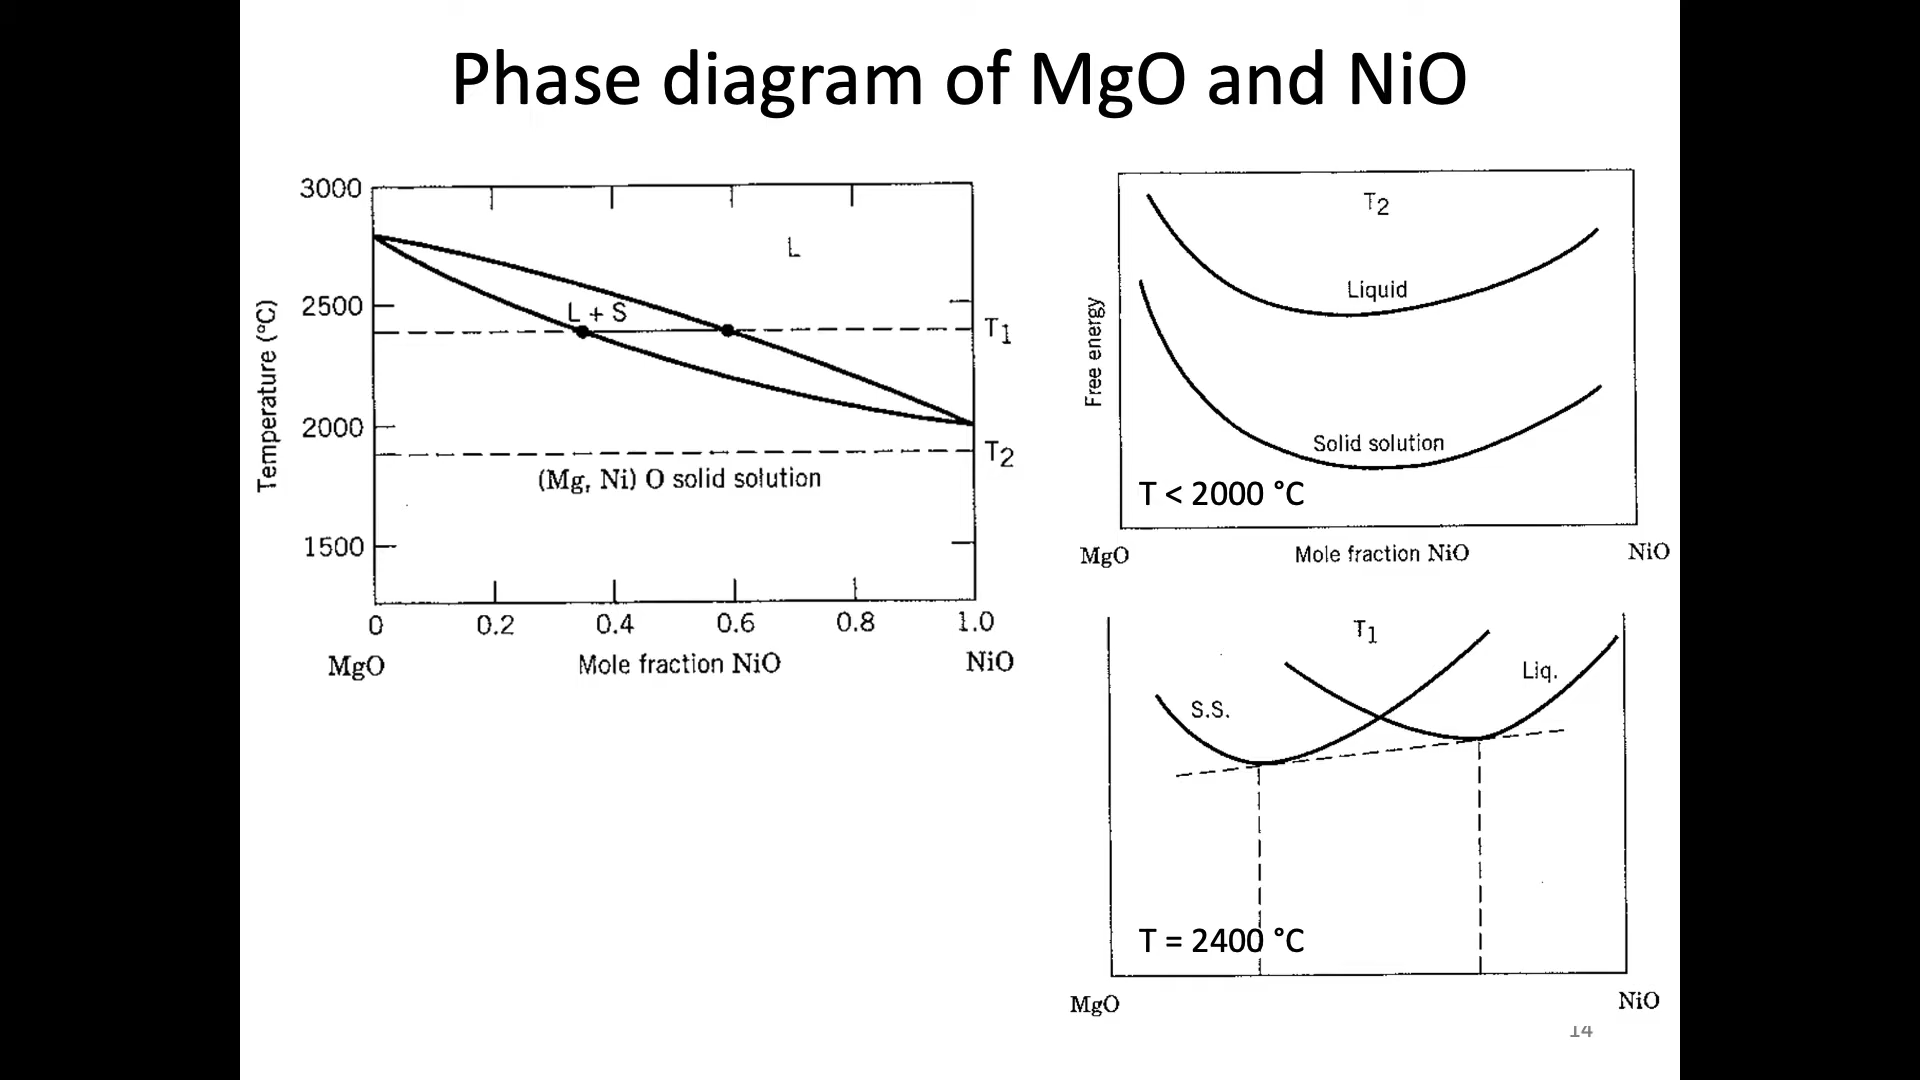 Phase diagram of MgO and NiO
3000
2500
2000
1500
Temperature (°C)
L
L + S
T1
T2
(Mg, Ni) O solid solution
0 0.2 0.4 0.6 0.8 1.0
MgO Mole fraction NiO NiO
T2
Liquid
Free energy
Solid solution
T < 2000 °C
MgO Mole fraction NiO NiO
T1
Liq.
S.S.
T = 2400 °C
MgO NiO
14